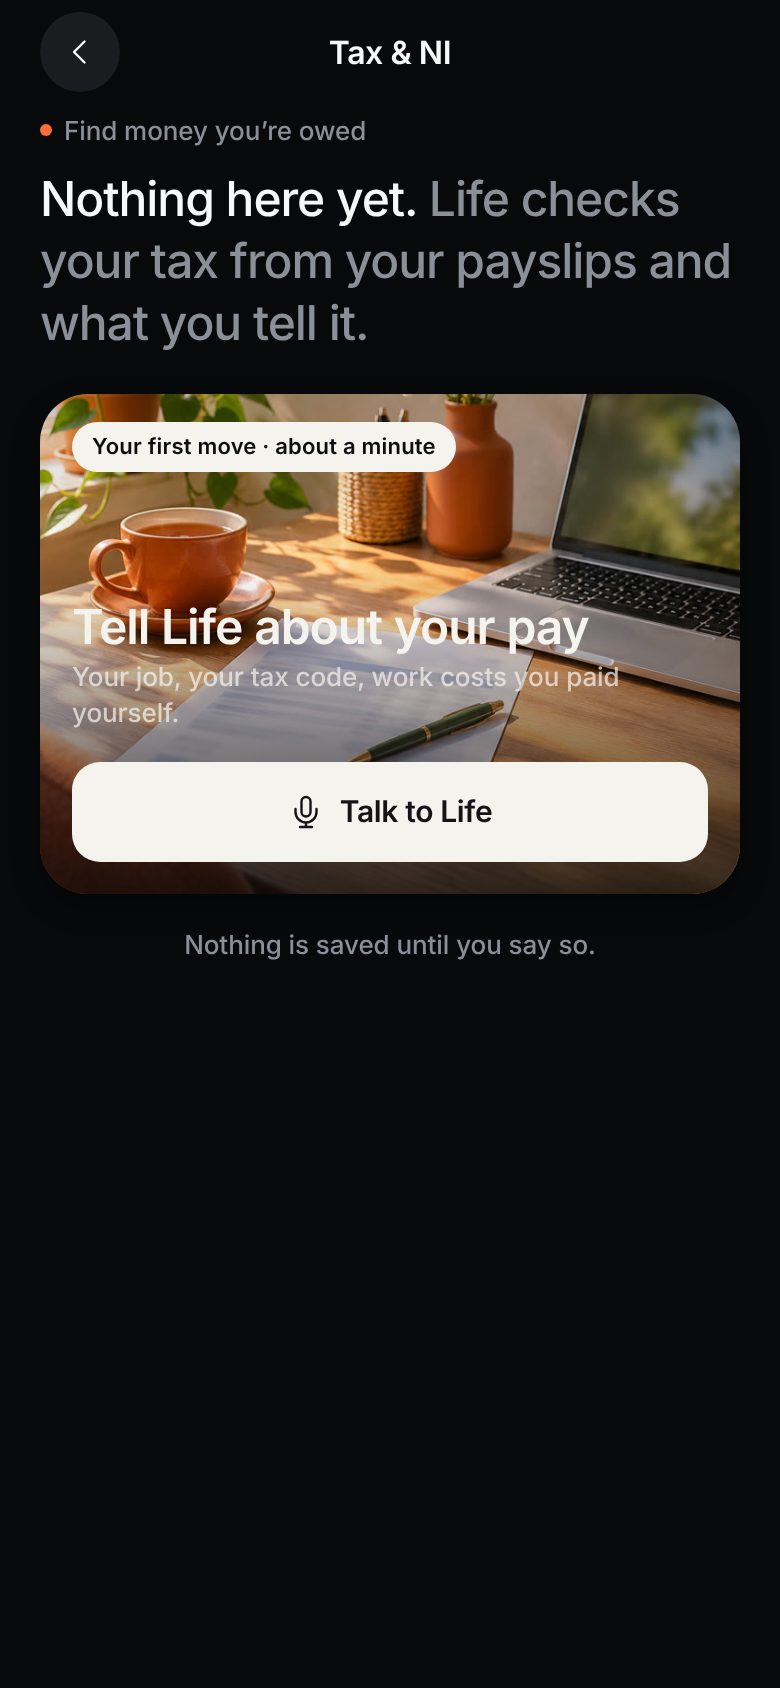 Tax & NI
Find money you’re owed
Nothing here yet. Life checks
your tax from your payslips and
what you tell it.
Your first move · about a minute
Tell Life about your pay
Your job, your tax code, work costs you paid
yourself.
Talk to Life
Nothing is saved until you say so.